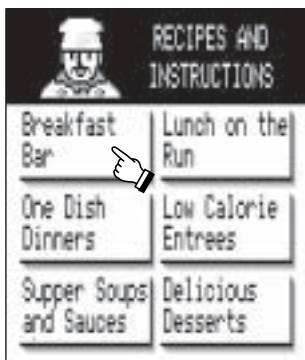 RECIPES AND
INSTRUCTIONS
Breakfast
Bar
Lunch on the
Run
One Dish
Dinners
Low Calorie
Entrees
Supper Soups
and Sauces
Delicious
Desserts